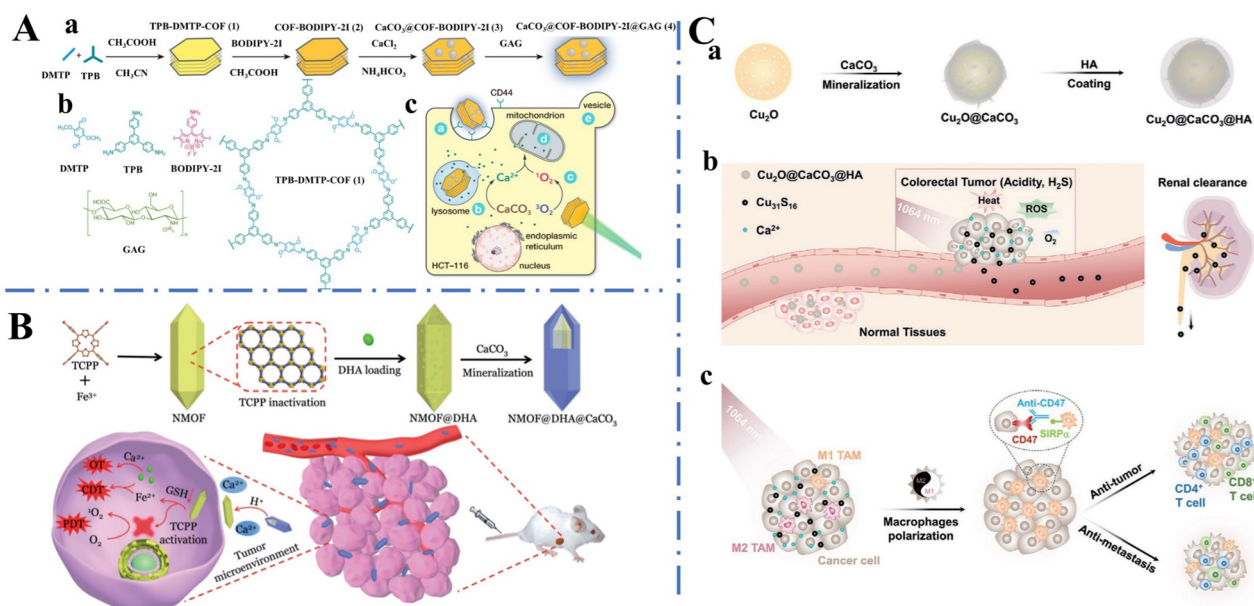 A
a
TPB-DMTP-COF (1)
COF-BODIPY-2I (2)
CaCO3@COF-BODIPY-2I (3)
CaCO3@COF-BODIPY-2I@GAG (4)
DMTP
+
TPB
CH3COOH
CH3CN
BODIPY-2I
CH3COOH
CaCl2
NH4HCO3
GAG
b
DMTP
TPB
BODIPY-2I
GAG
TPB-DMTP-COF (1)
c
CD44
vesicle
e
mitochondrion
a
d
Ca2+
1O2
c
lysosome
b
CaCO3
3O2
endoplasmic
reticulum
nucleus
HCT-116
B
TCPP
+
Fe3+
NMOF
TCPP inactivation
DHA loading
NMOF@DHA
CaCO3
Mineralization
NMOF@DHA@CaCO3
OT
Ca2+
CDT
Fe2+
GSH
1O2
PDT
O2
TCPP
activation
Ca2+
H+
Ca2+
Tumor
microenvironment
C
a
Cu2O
CaCO3
Mineralization
Cu2O@CaCO3
HA
Coating
Cu2O@CaCO3@HA
b
Cu2O@CaCO3@HA
Cu31S16
Ca2+
Colorectal Tumor (Acidity, H2S)
1064 nm
Heat
ROS
O2
Normal Tissues
Renal clearance
c
1064 nm
M1 TAM
M2 TAM
Cancer cell
M2
M1
Macrophages
polarization
Anti-CD47
CD47
SIRPα
Anti-tumor
Anti-metastasis
CD4+
T cell
CD8+
T cell